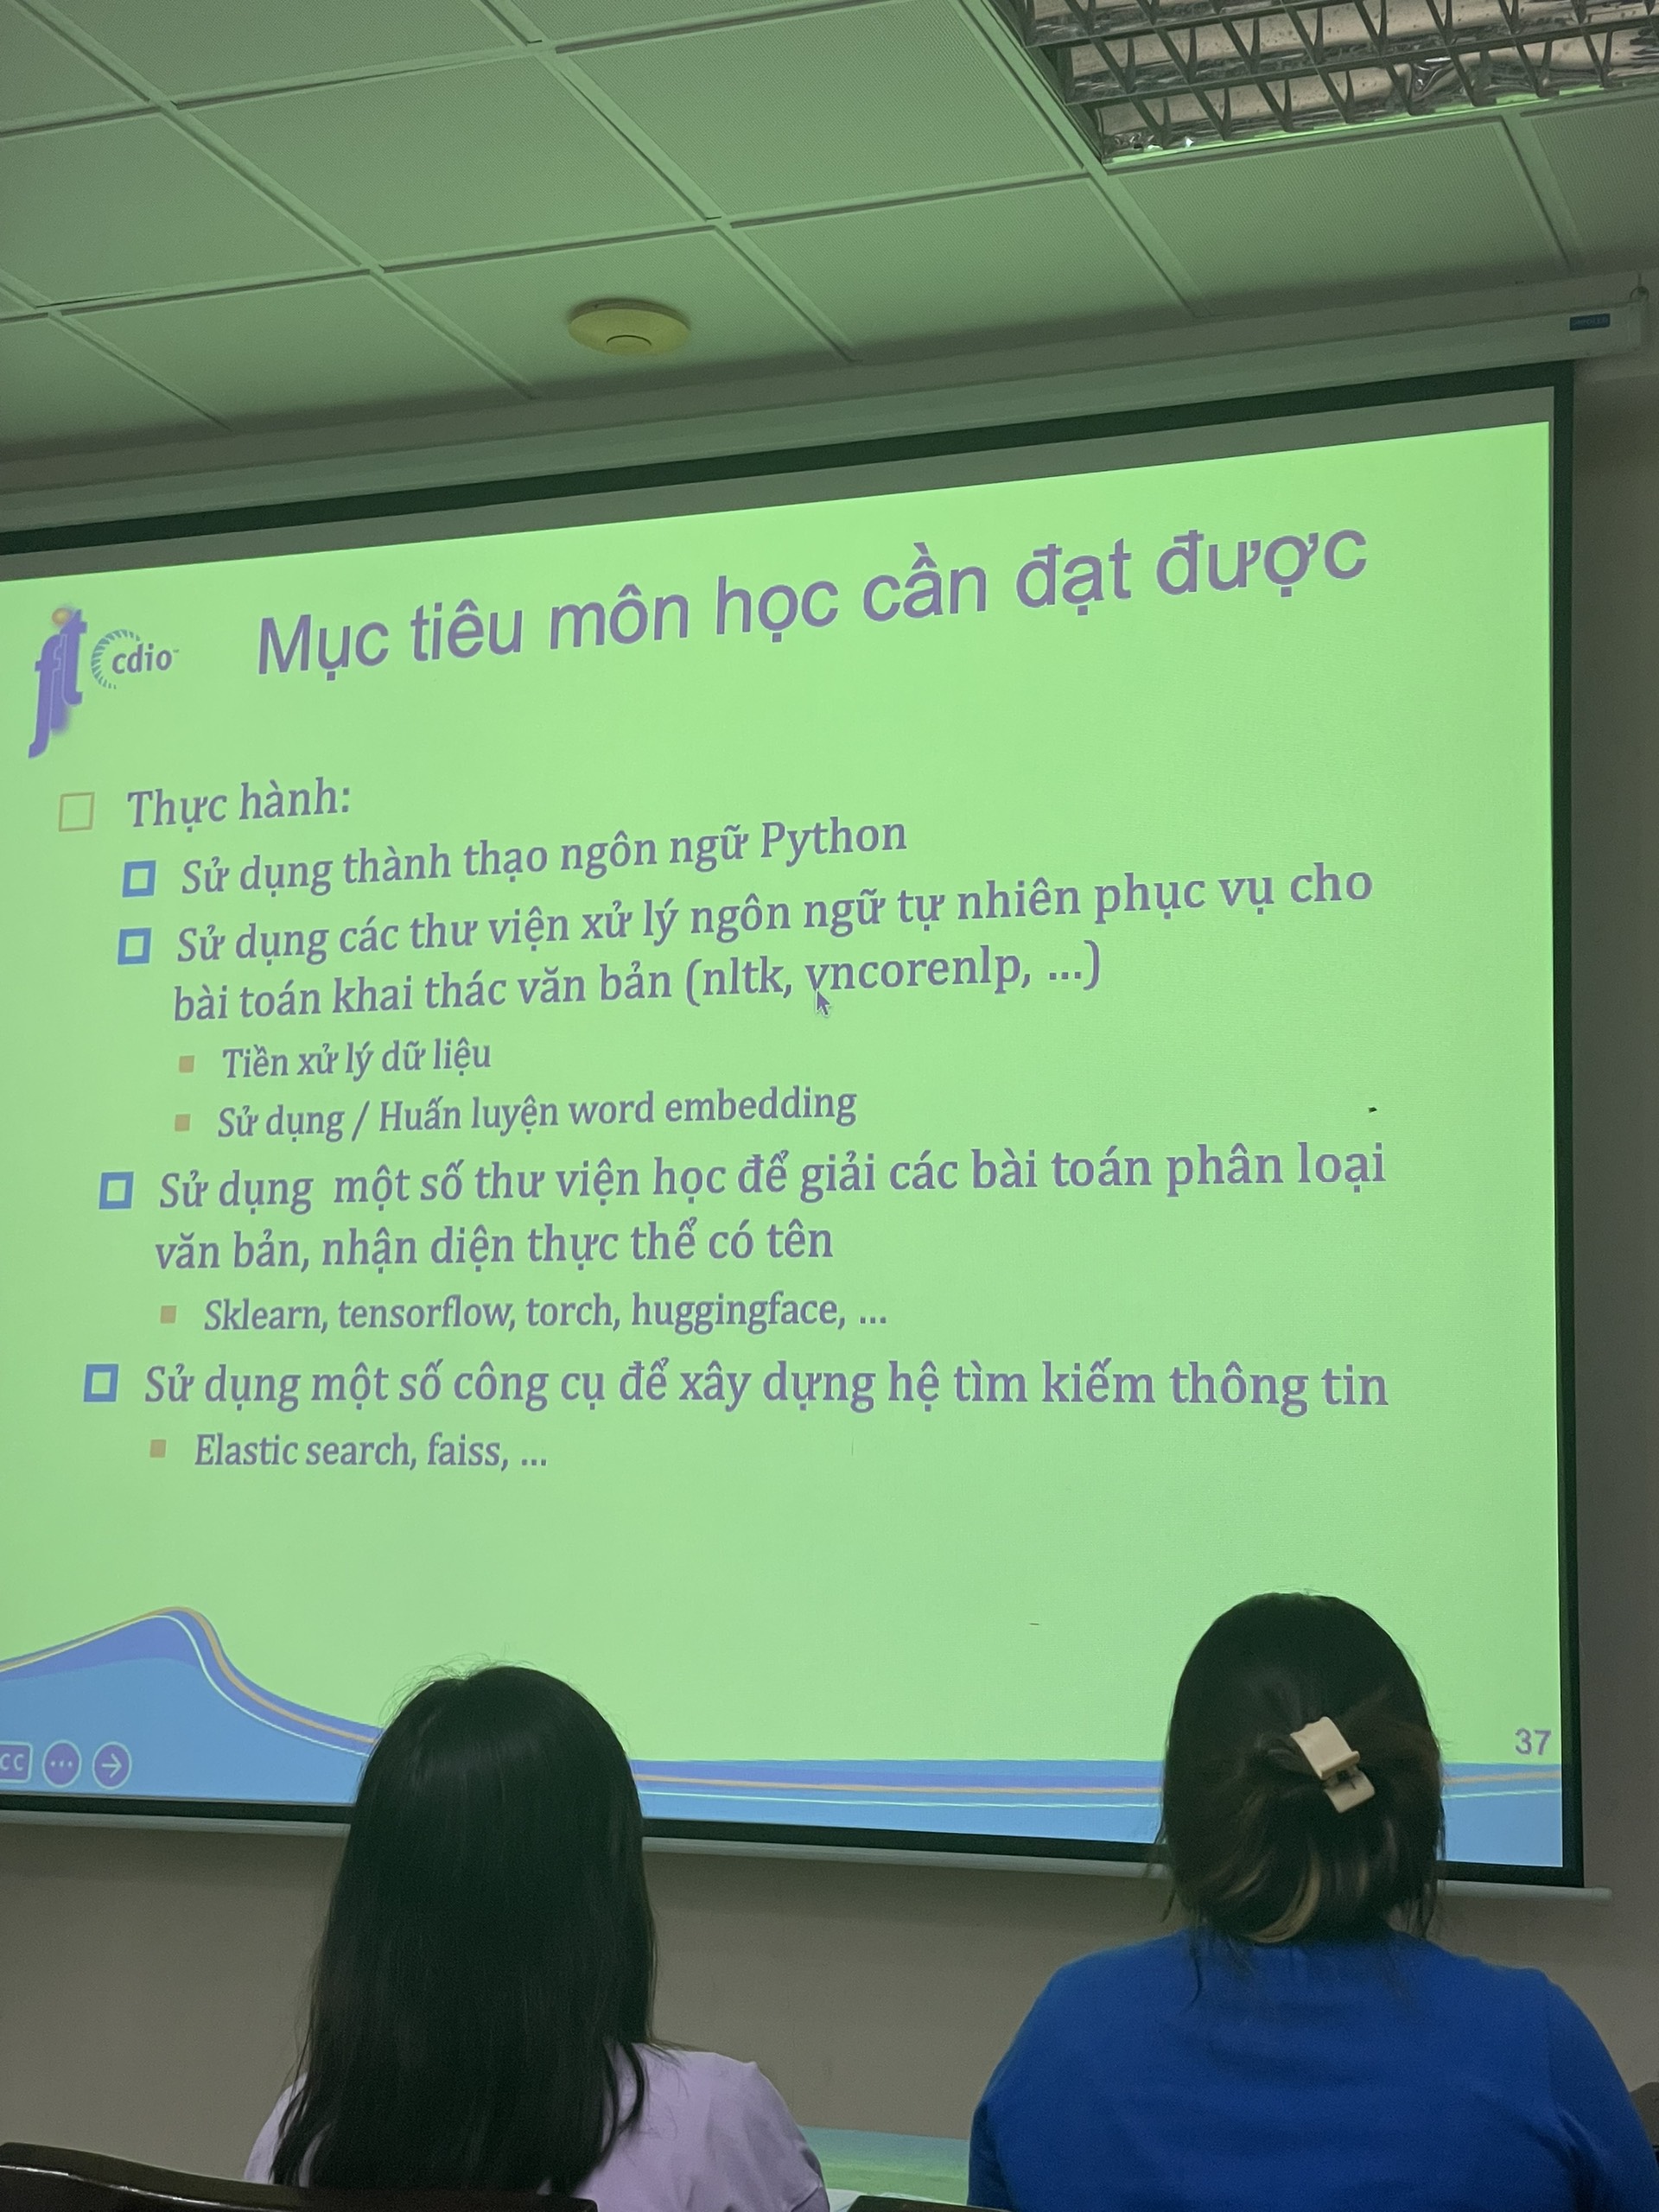 fit
cdio
Mục tiêu môn học cần đạt được
Thực hành:
Sử dụng thành thạo ngôn ngữ Python
Sử dụng các thư viện xử lý ngôn ngữ tự nhiên phục vụ cho
bài toán khai thác văn bản (nltk, vncorenlp, ...)
Tiền xử lý dữ liệu
Sử dụng / Huấn luyện word embedding
Sử dụng một số thư viện học để giải các bài toán phân loại
văn bản, nhận diện thực thể có tên
Sklearn, tensorflow, torch, huggingface, ...
Sử dụng một số công cụ để xây dựng hệ tìm kiếm thông tin
Elastic search, faiss, ...
37
CC